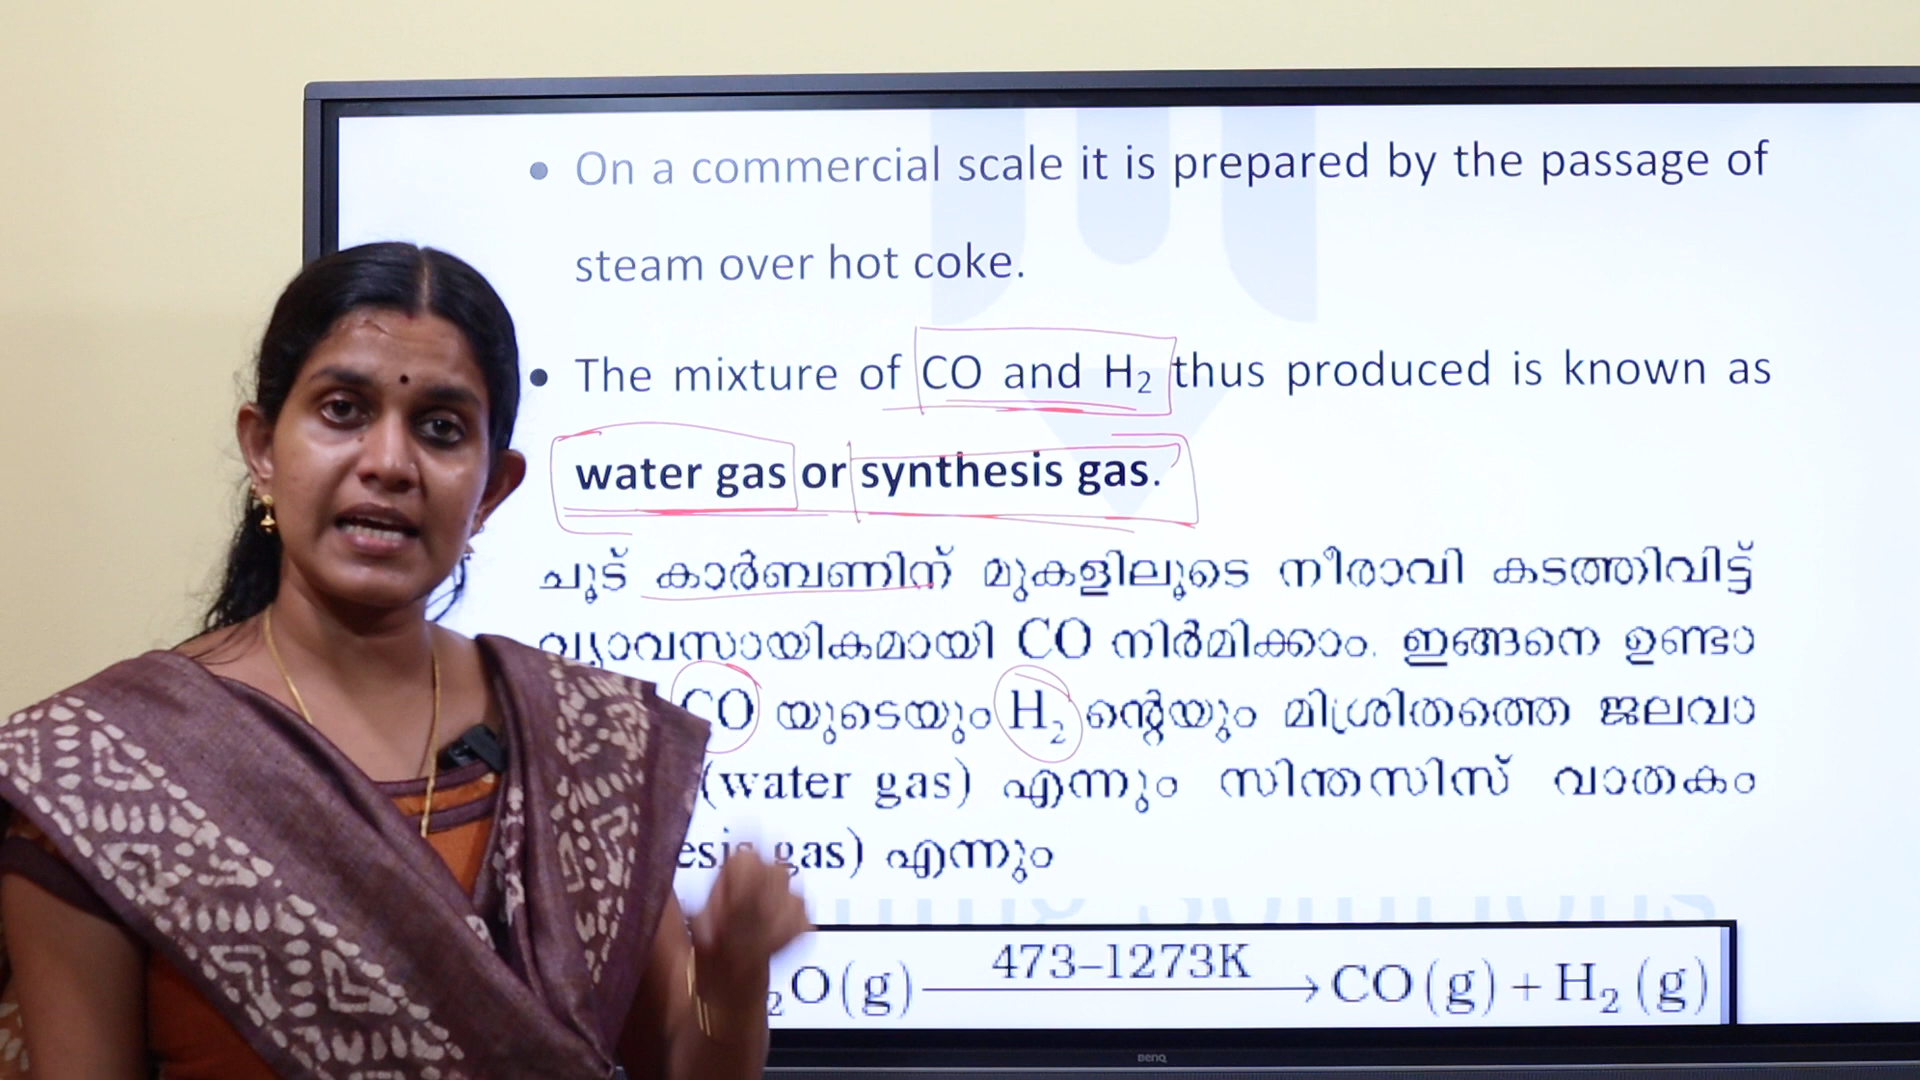 • On a commercial scale it is prepared by the passage of
steam over hot coke.
• The mixture of CO and H₂ thus produced is known as
water gas or synthesis gas.
ചൂട് കാർബണിന് മുകളിലൂടെ നീരാവി കടത്തിവിട്ട്
വ്യാവസായികമായി CO നിർമിക്കാം. ഇങ്ങനെ ഉണ്ടാ
CO യുടെയും H₂ ന്റെയും മിശ്രിതത്തെ ജലവാ
(water gas) എന്നും സിന്തസിസ് വാതകം
gas) എന്നും
473–1273K
₂O(g) ⟶ CO(g) + H₂(g)
BenQ